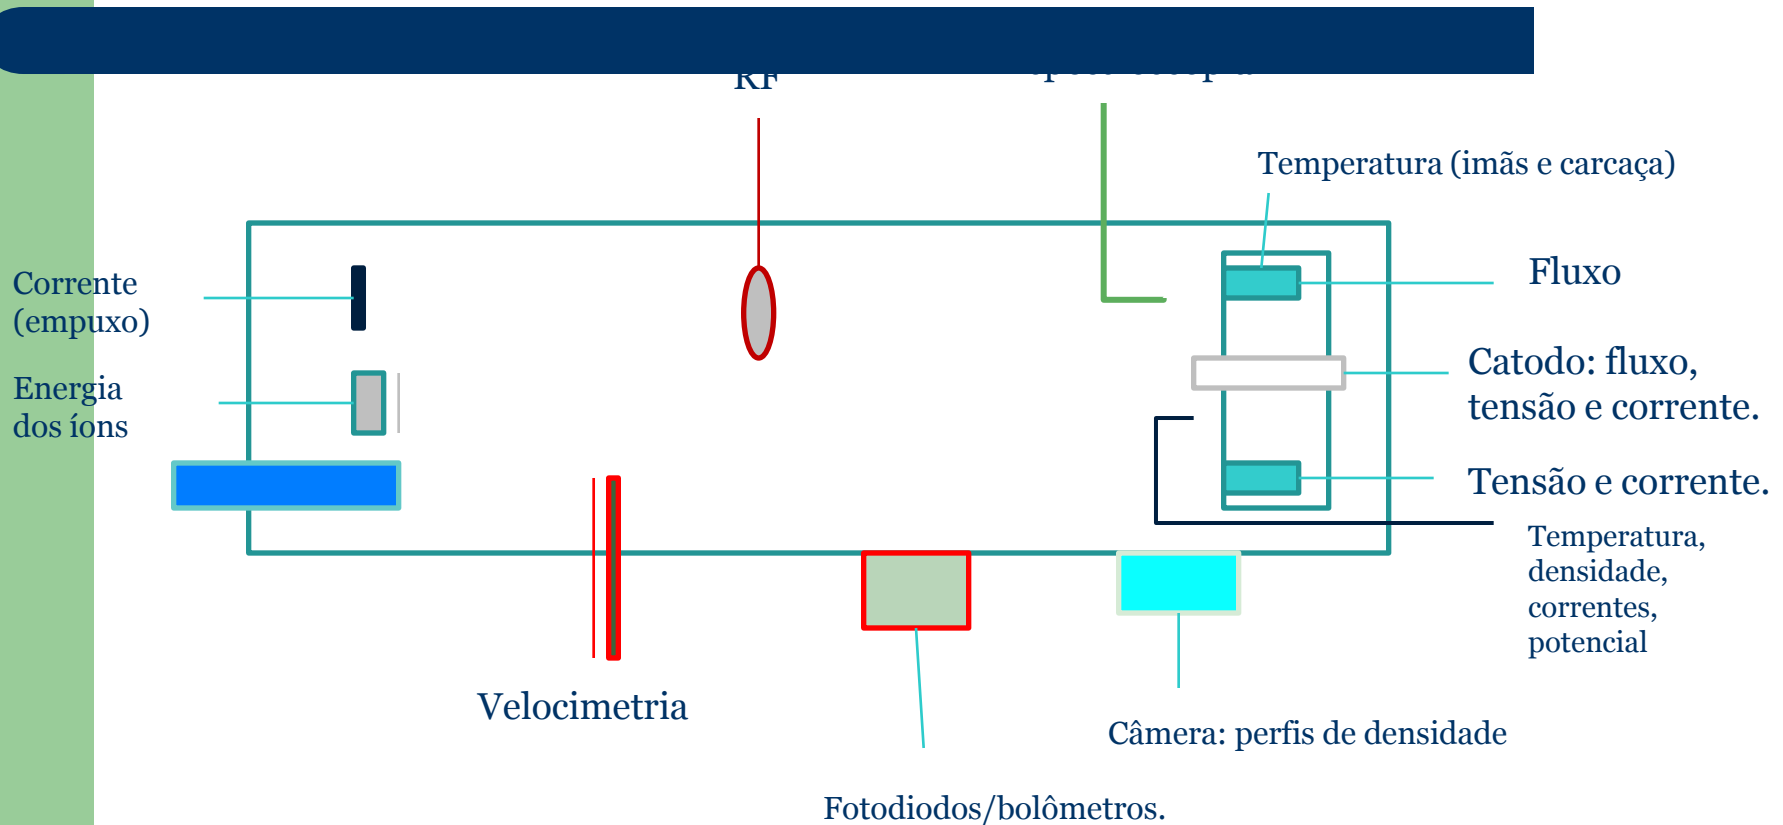 RF
Temperatura (imãs e carcaça)
Corrente
(empuxo)
Fluxo
Energia
dos íons
Catodo: fluxo,
tensão e corrente.
Tensão e corrente.
Temperatura,
densidade,
correntes,
potencial
Velocimetria
Câmera: perfis de densidade
Fotodiodos/bolômetros.